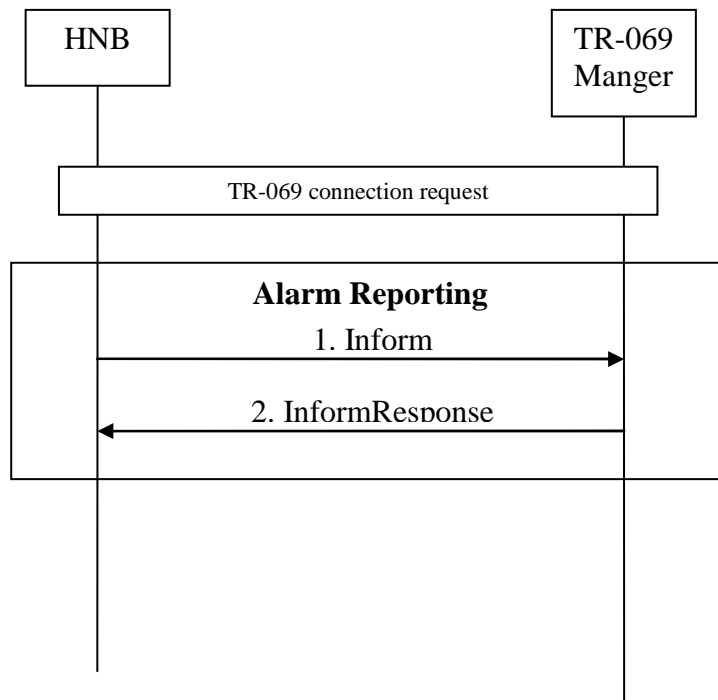 HNB
TR-069
Manger
TR-069 connection request
Alarm Reporting
1. Inform
2. InformResponse